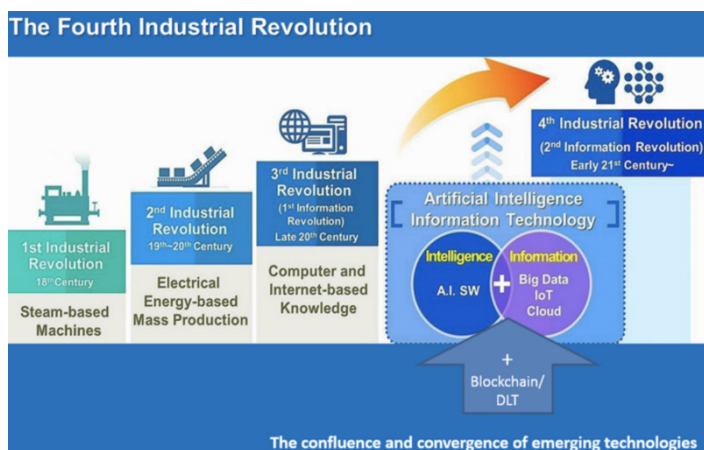 The Fourth Industrial Revolution
1st Industrial
Revolution
18thCentury
Steam-based
Machines
2nd Industrial
Revolution
19th~20th Century
Electrical
Energy-based
Mass Production
3rd Industrial
Revolution
(1st Information
Revolution)
Late 20th Century
Computer and
Internet-based
Knowledge
4th Industrial Revolution
(2nd Information Revolution)
Early 21st Century~
Artificial Intelligence
Information Technology
Intelligence
A.I. SW
+
Information
Big Data
IoT
Cloud
+
Blockchain/
DLT
The confluence and convergence of emerging technologies